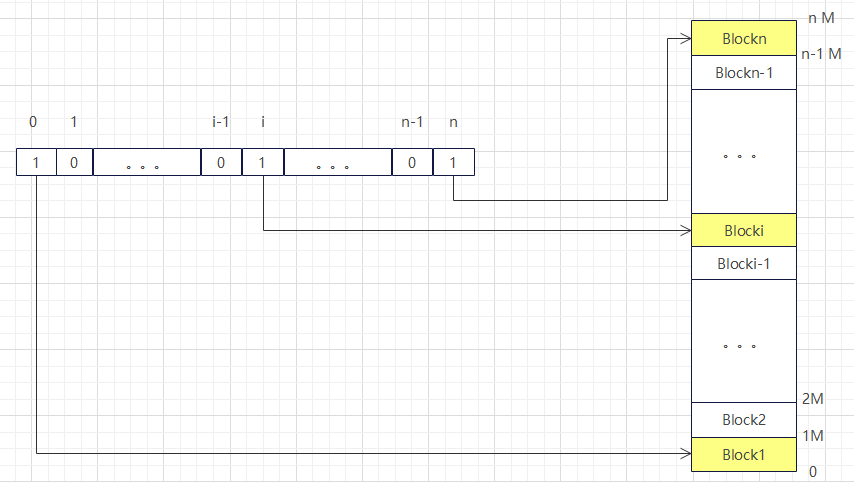 n M
Blockn
n-1 M
Blockn-1
0 1 i-1 i n-1 n
1 0 。。。 0 1 。。。 0 1
。。。
Blocki
Blocki-1
。。。
2M
Block2
1M
Block1
0